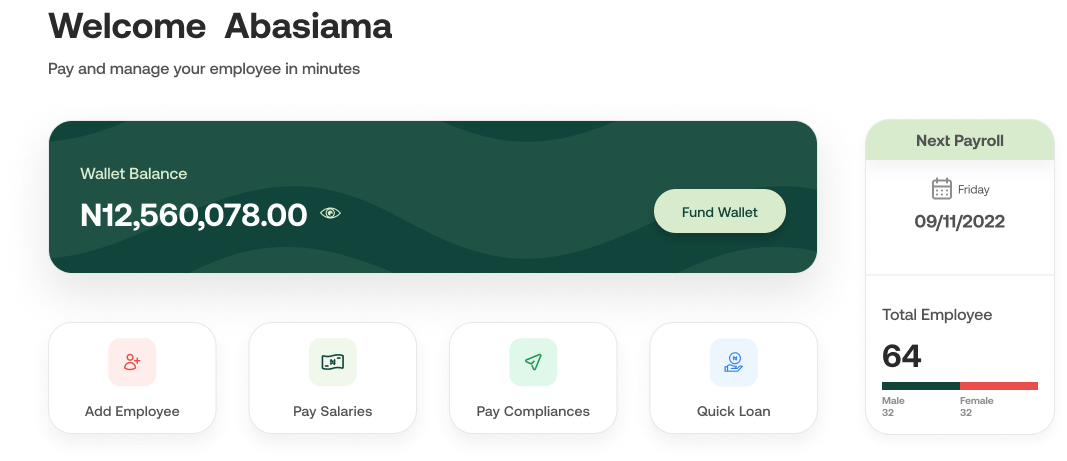 Welcome  Abasiama
Pay and manage your employee in minutes
Wallet Balance
N12,560,078.00
Fund Wallet
Add Employee
Pay Salaries
Pay Compliances
Quick Loan
Next Payroll
Friday
09/11/2022
Total Employee
64
Male Female
32 32